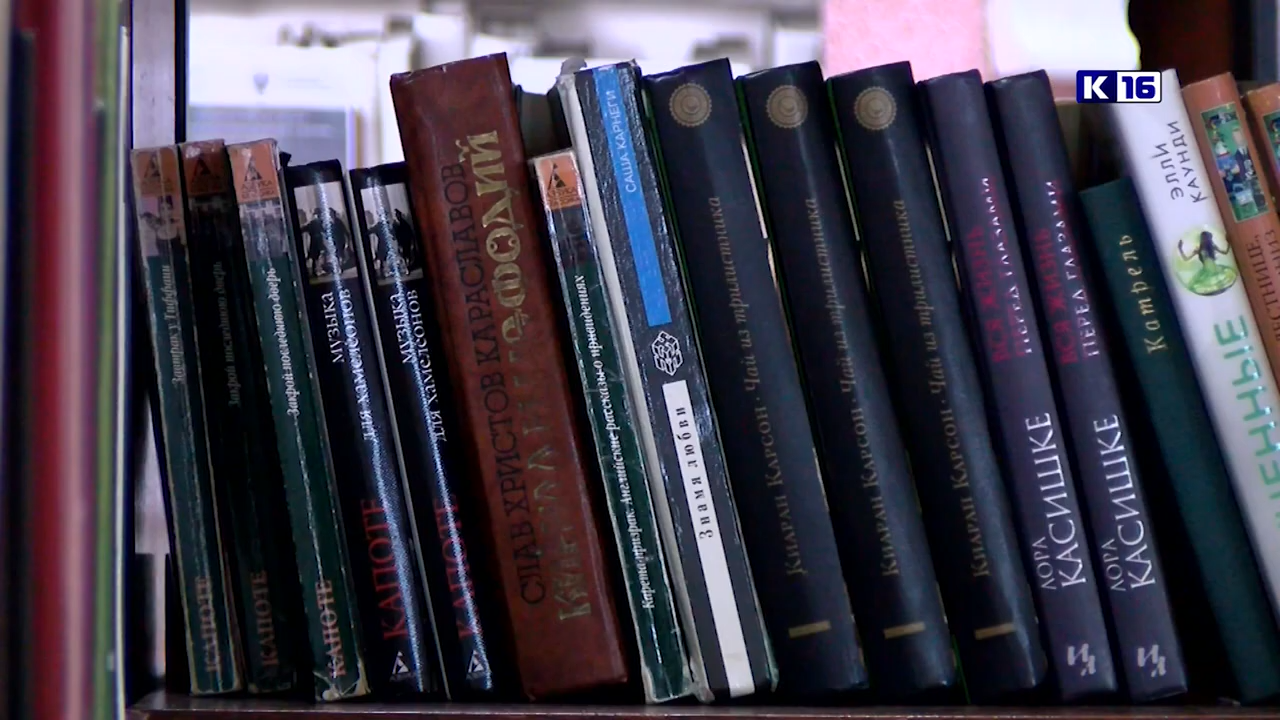 К 16
КАПОТЕ Завтрак у Тиффани
КАПОТЕ Закрой последнюю дверь
КАПОТЕ Закрой последнюю дверь
КАПОТЕ МУЗЫКА
ДЛЯ ХАМЕЛЕОНОВ
КАПОТЕ МУЗЫКА
ДЛЯ ХАМЕЛЕОНОВ
СЛАВ ХРИСТОВ КАРАСЛАВОВ
Карета-призрак. Английские рассказы о привидениях
Знамя любви
САША КАРНЕГИ
Киаран Карсон · Чай из трилистника
Киаран Карсон · Чай из трилистника
Киаран Карсон · Чай из трилистника
ЛОРА
КАСИШКЕ
ВСЯ ЖИЗНЬ
ПЕРЕД ГЛАЗАМИ
ЛОРА
КАСИШКЕ
ВСЯ ЖИЗНЬ
ПЕРЕД ГЛАЗАМИ
Катрель
ЭЛЛИ
КАУНДИ